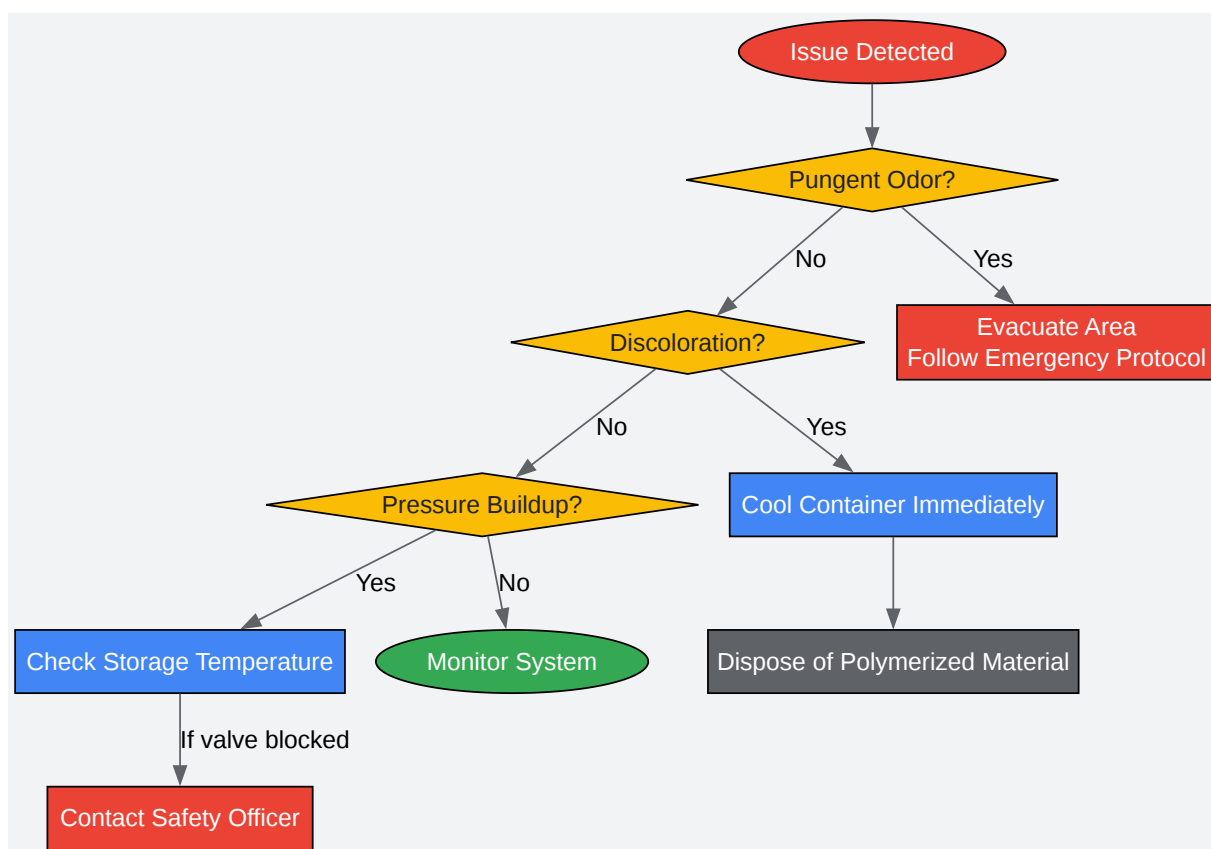 Issue Detected
Pungent Odor?
No
Yes
Evacuate Area
Follow Emergency Protocol
Discoloration?
No
Yes
Pressure Buildup?
Cool Container Immediately
Yes
No
Check Storage Temperature
Monitor System
Dispose of Polymerized Material
If valve blocked
Contact Safety Officer